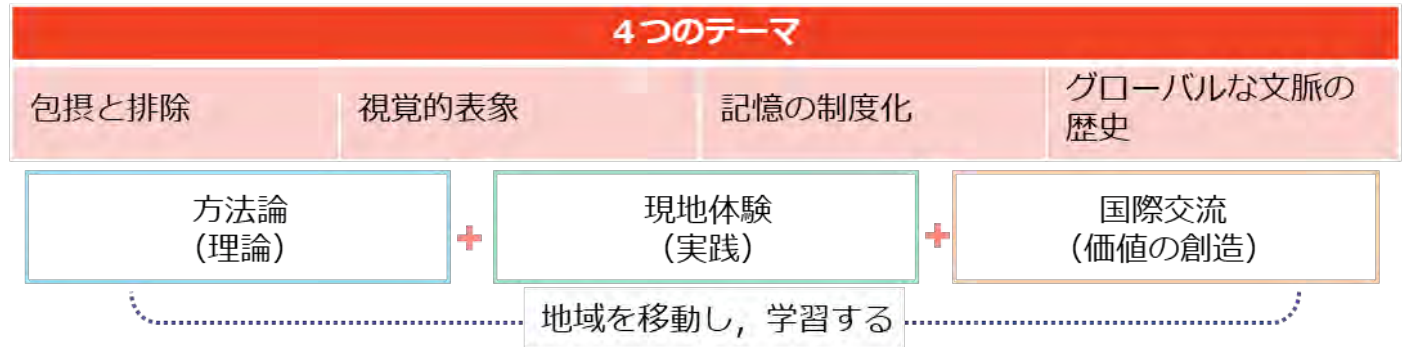 4つのテーマ
包摂と排除
視覚的表象
記憶の制度化
グローバルな文脈の
歴史
方法論
（理論）
+
現地体験
（実践）
+
国際交流
（価値の創造）
地域を移動し，学習する